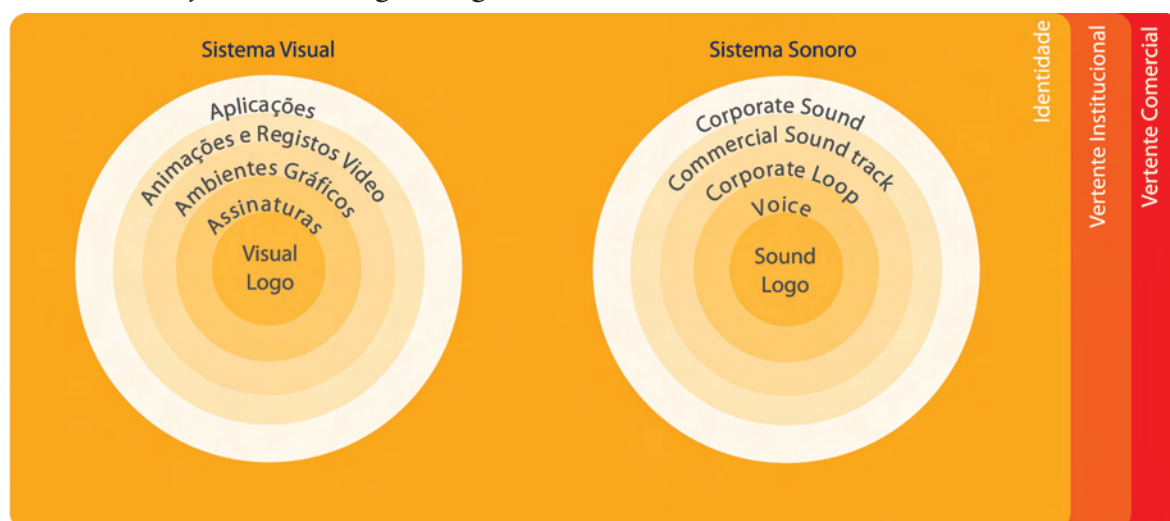 Sistema Visual
Aplicações
Animações e Registos Video
Ambientes Gráficos
Assinaturas
Visual
Logo
Sistema Sonoro
Corporate Sound
Commercial Sound track
Corporate Loop
Voice
Sound
Logo
Identidade
Vertente Institucional
Vertente Comercial